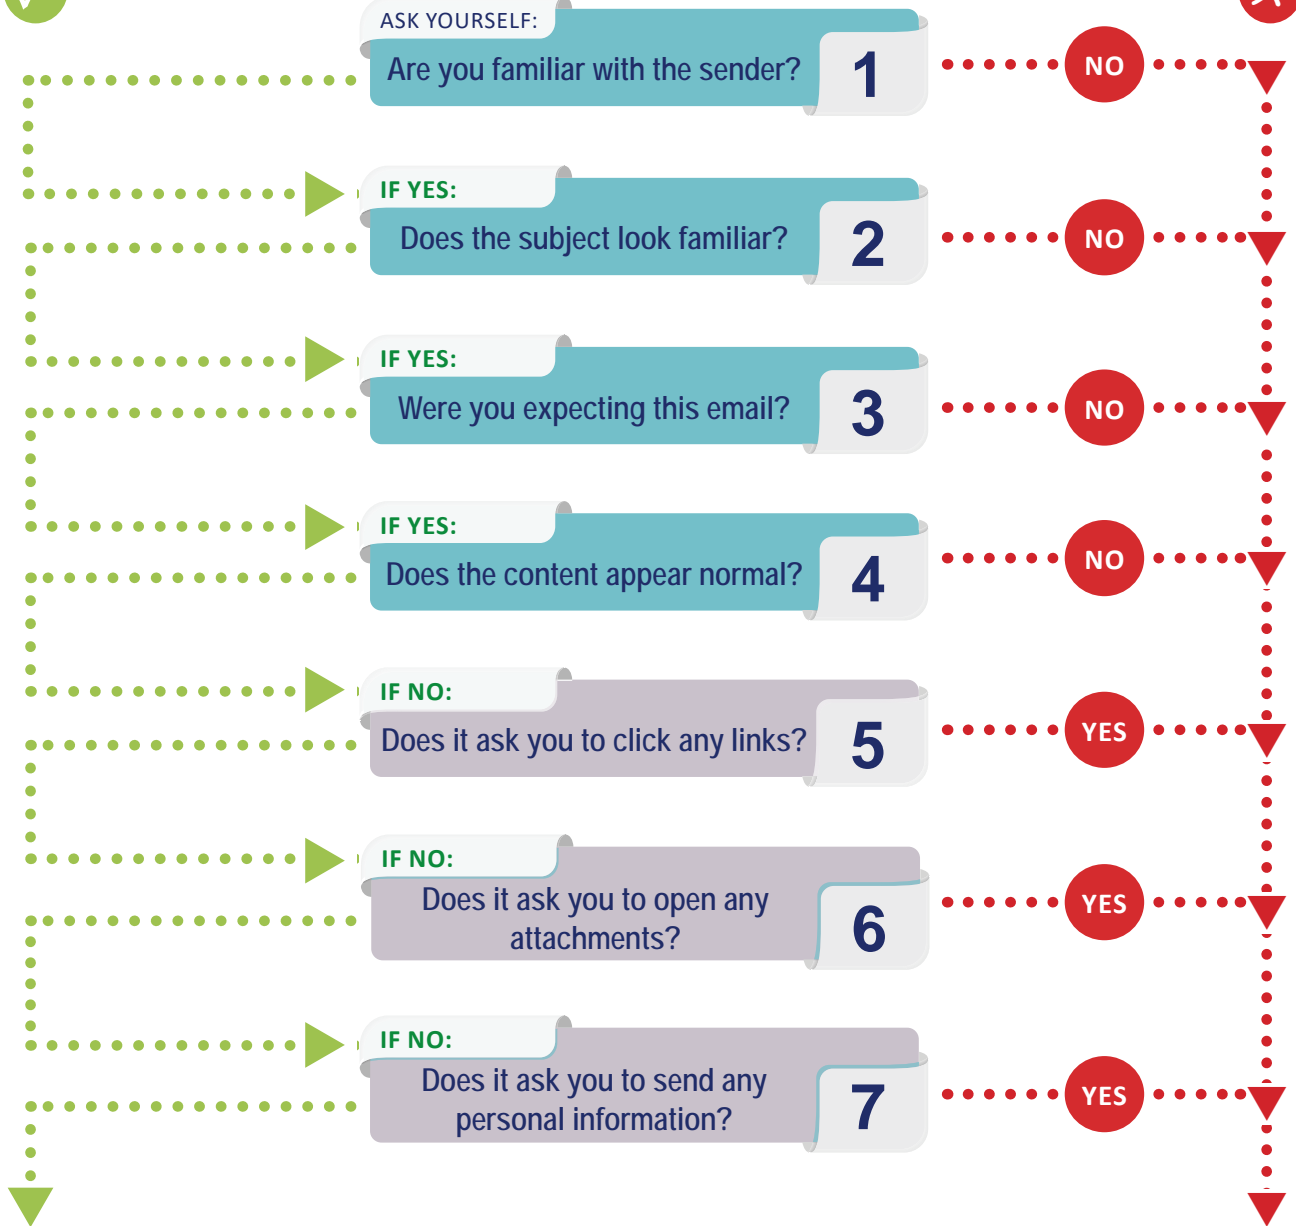 ASK YOURSELF:
Are you familiar with the sender?
1
NO
IF YES:
Does the subject look familiar?
2
NO
IF YES:
Were you expecting this email?
3
NO
IF YES:
Does the content appear normal?
4
NO
IF NO:
Does it ask you to click any links?
5
YES
IF NO:
Does it ask you to open any
attachments?
6
YES
IF NO:
Does it ask you to send any
personal information?
7
YES